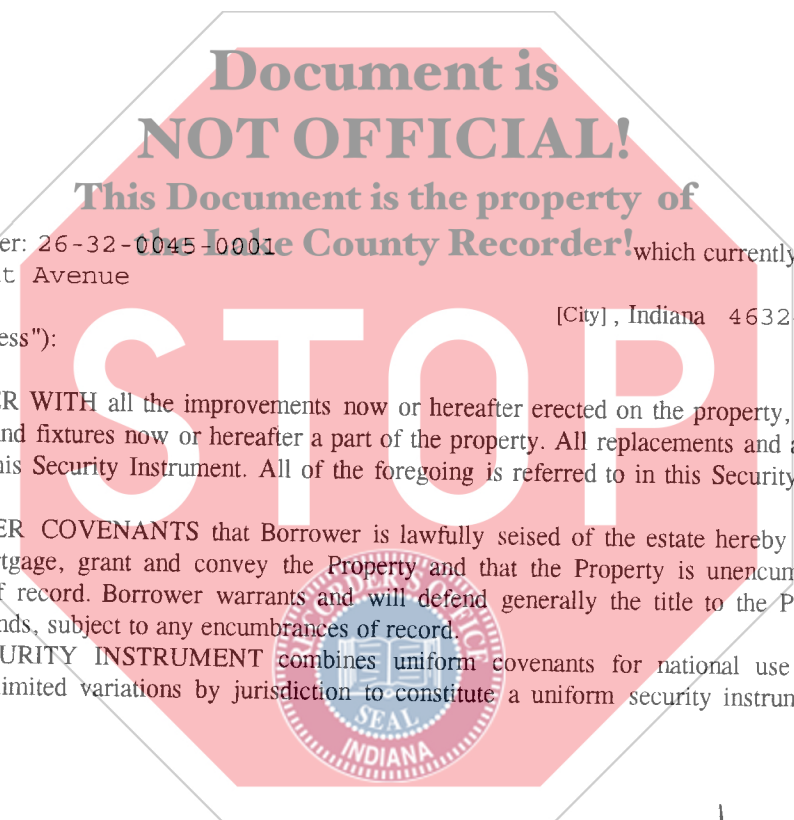 Document is
NOT OFFICIAL!
This Document is the property of
the Lake County Recorder!
er: 26-32-0045-0001 which currently
t Avenue
[City], Indiana 4632
ess"):
STOP
R WITH all the improvements now or hereafter erected on the property,
nd fixtures now or hereafter a part of the property. All replacements and a
his Security Instrument. All of the foregoing is referred to in this Security
ER COVENANTS that Borrower is lawfully seised of the estate hereby
rtgage, grant and convey the Property and that the Property is unencum
f record. Borrower warrants and will defend generally the title to the P
nds, subject to any encumbrances of record.
URITY INSTRUMENT combines uniform covenants for national use
limited variations by jurisdiction to constitute a uniform security instrun
RECORDER'S OFFICE
SEAL
INDIANA